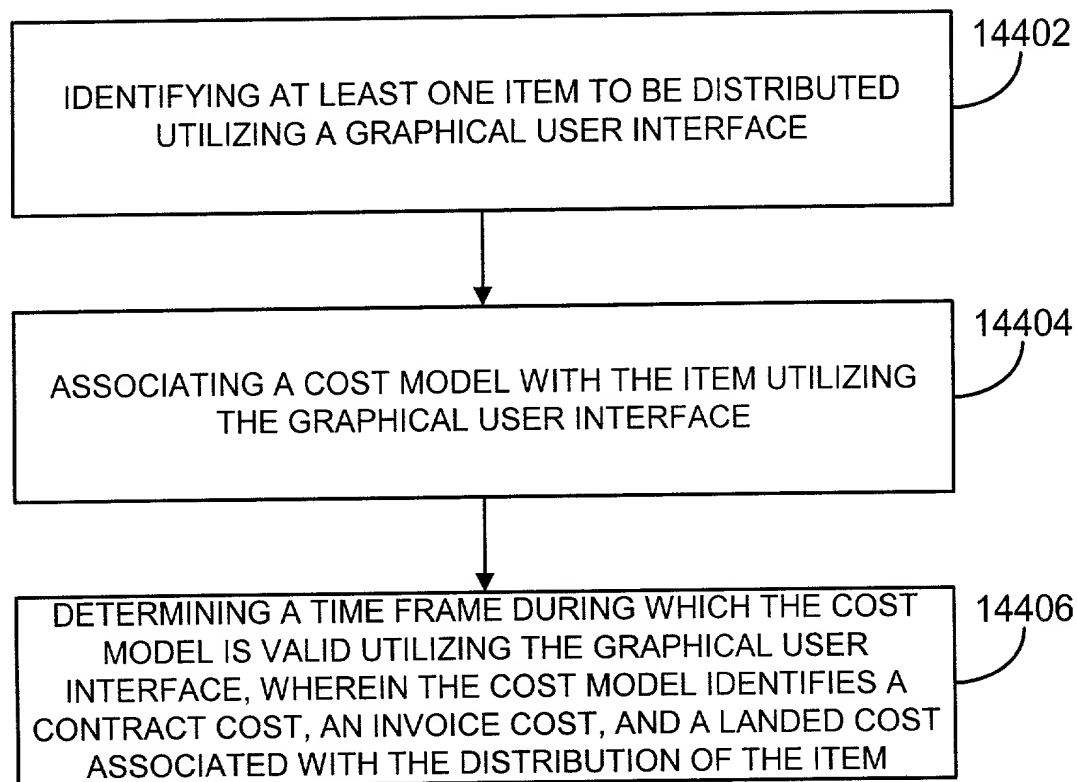 14402
IDENTIFYING AT LEAST ONE ITEM TO BE DISTRIBUTED
UTILIZING A GRAPHICAL USER INTERFACE
14404
ASSOCIATING A COST MODEL WITH THE ITEM UTILIZING
THE GRAPHICAL USER INTERFACE
14406
DETERMINING A TIME FRAME DURING WHICH THE COST
MODEL IS VALID UTILIZING THE GRAPHICAL USER
INTERFACE, WHEREIN THE COST MODEL IDENTIFIES A
CONTRACT COST, AN INVOICE COST, AND A LANDED COST
ASSOCIATED WITH THE DISTRIBUTION OF THE ITEM